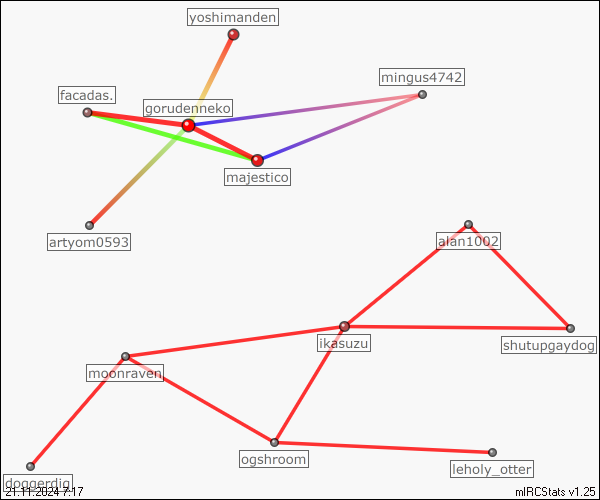 yoshimanden
mingus4742
facadas.
gorudenneko
majestico
artyom0593
alan1002
ikasuzu
shutupgaydog
moonraven
ogshroom
leholy_otter
doggerdig
21.11.2024 7:17
mIRCStats v1.25